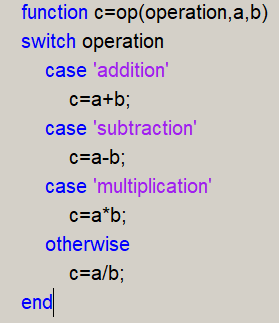 function c=op(operation,a,b)
switch operation
case 'addition'
c=a+b;
case 'subtraction'
c=a-b;
case 'multiplication'
c=a*b;
otherwise
c=a/b;
end